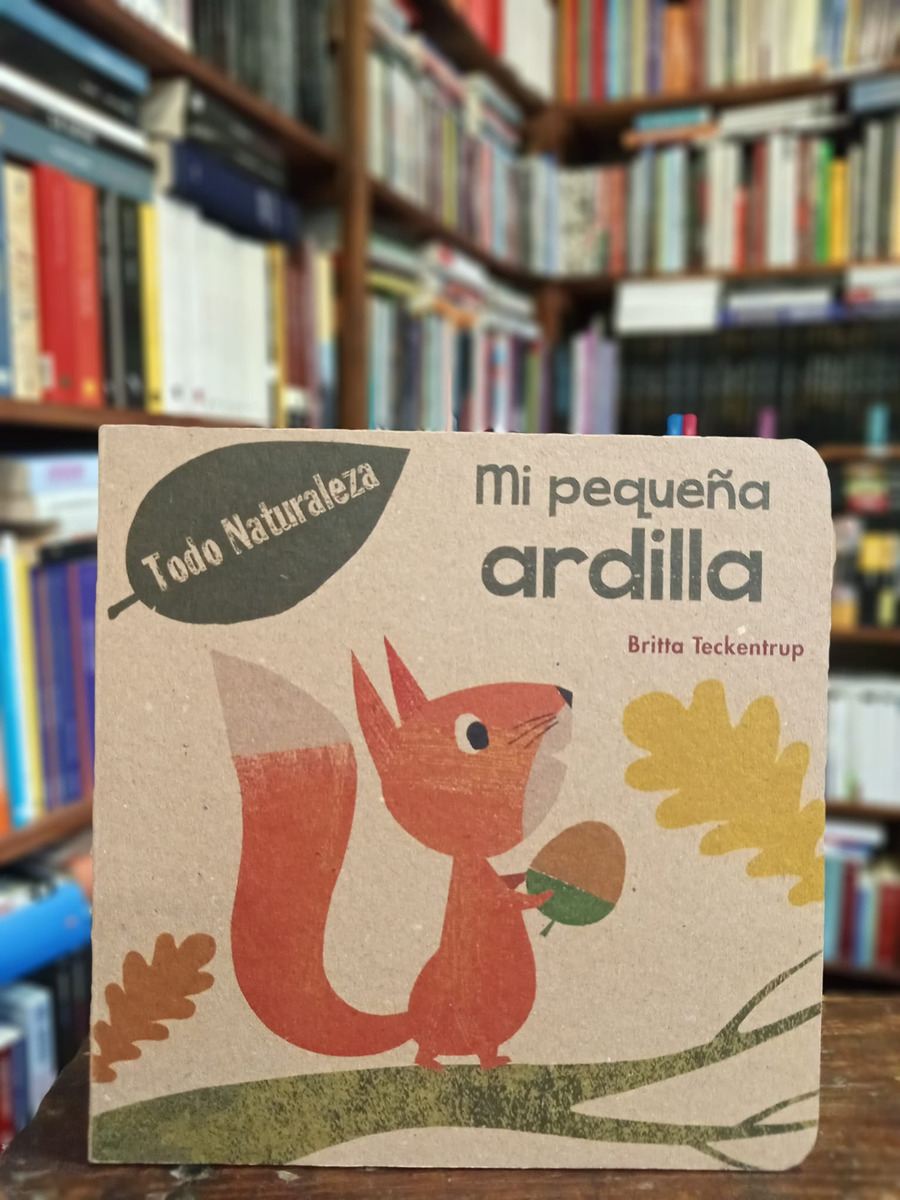 Todo Naturaleza
Mi pequeña
ardilla
Britta Teckentrup